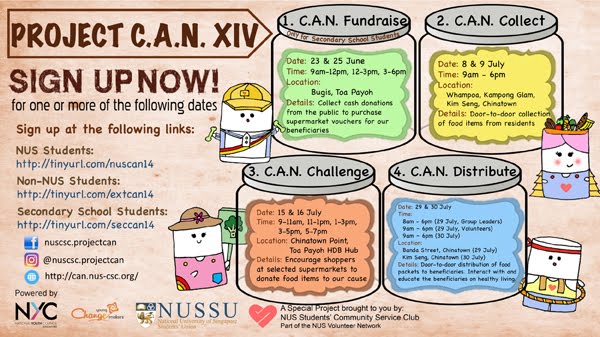 PROJECT C.A.N. XIV
SIGN UP NOW!
for one or more of the following dates
Sign up at the following links:
NUS Students:
http://tinyurl.com/nuscan14
Non-NUS Students:
http://tinyurl.com/extcan14
Secondary School Students:
http://tinyurl.com/seccan14
nuscsc.projectcan
@nuscsc.projectcan
http://can.nus-csc.org/
Powered by
NYC
NATIONAL YOUTH COUNCIL
young
Change makers
NUSSU
National University of Singapore
Students' Union
A Special Project brought to you by:
NUS Students' Community Service Club
Part of the NUS Volunteer Network
1. C.A.N. Fundraise
Only for Secondary School Students
Date: 23 & 25 June
Time: 9am-12pm, 12-3pm, 3-6pm
Location:
Bugis, Toa Payoh
Details: Collect cash donations
from the public to purchase
supermarket vouchers for our
beneficiaries
2. C.A.N. Collect
Date: 8 & 9 July
Time: 9am - 6pm
Location:
Whampoa, Kampong Glam,
Kim Seng, Chinatown
Details: Door-to-door collection
of food items from residents
3. C.A.N. Challenge
Date: 15 & 16 July
Time: 9-11am, 11-1pm, 1-3pm,
3-5pm, 5-7pm
Location: Chinatown Point,
Toa Payoh HDB Hub
Details: Encourage shoppers
at selected supermarkets to
donate food items to our cause
4. C.A.N. Distribute
Date: 29 & 30 July
Time:
8am - 6pm (29 July, Group Leaders)
9am - 6pm (29 July, Volunteers)
9am - 6pm (30 July)
Location:
Banda Street, Chinatown (29 July)
Kim Seng, Chinatown (30 July)
Details: Door-to-door distribution of food
packets to beneficiaries. Interact with and
educate the beneficiaries on healthy living.